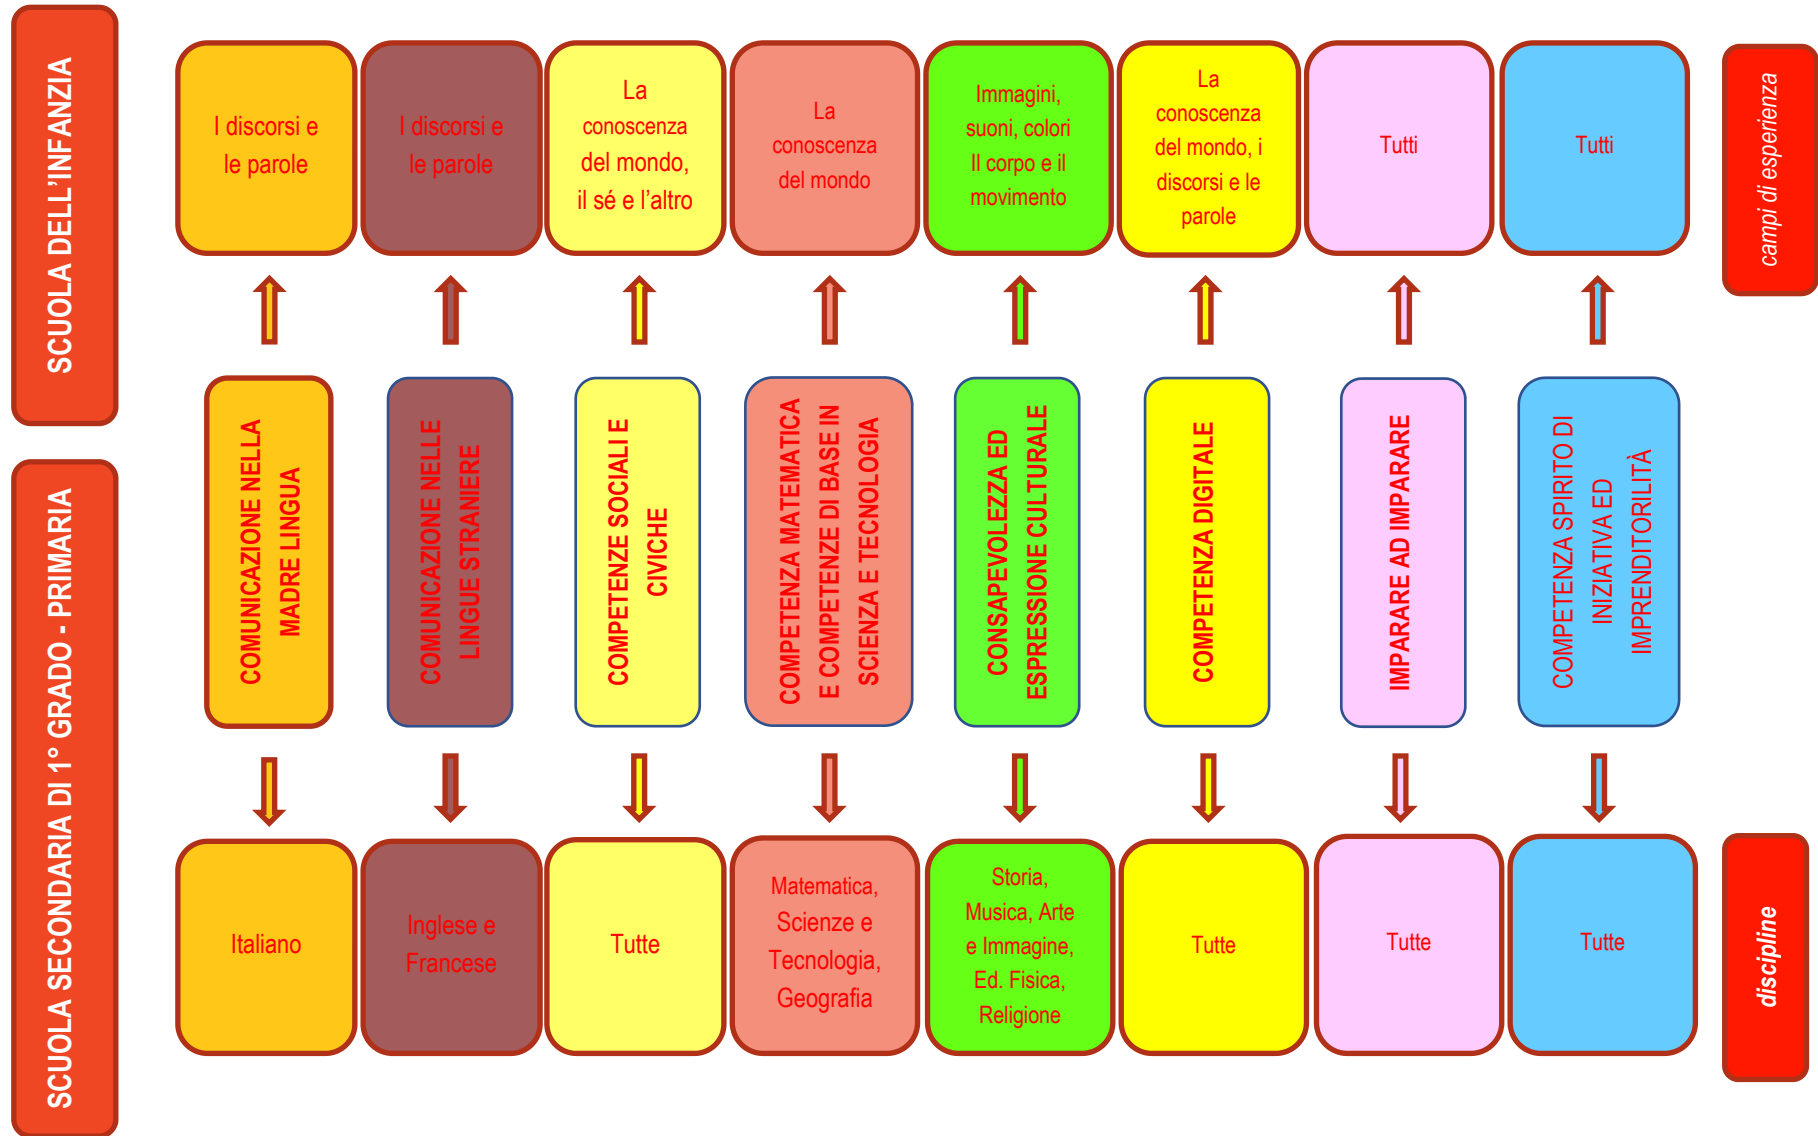 SCUOLA DELL'INFANZIA
I discorsi e
le parole
I discorsi e
le parole
La
conoscenza
del mondo,
il sé e l'altro
La
conoscenza
del mondo
Immagini,
suoni, colori
Il corpo e il
movimento
La
conoscenza
del mondo, i
discorsi e le
parole
Tutti
Tutti
campi di esperienza
COMUNICAZIONE NELLA
MADRE LINGUA
COMUNICAZIONE NELLE
LINGUE STRANIERE
COMPETENZE SOCIALI E
CIVICHE
COMPETENZA MATEMATICA
E COMPETENZE DI BASE IN
SCIENZA E TECNOLOGIA
CONSAPEVOLEZZA ED
ESPRESSIONE CULTURALE
COMPETENZA DIGITALE
IMPARARE AD IMPARARE
COMPETENZA SPIRITO DI
INIZIATIVA ED
IMPRENDITORILITÀ
SCUOLA SECONDARIA DI 1° GRADO - PRIMARIA
Italiano
Inglese e
Francese
Tutte
Matematica,
Scienze e
Tecnologia,
Geografia
Storia,
Musica, Arte
e Immagine,
Ed. Fisica,
Religione
Tutte
Tutte
Tutte
discipline